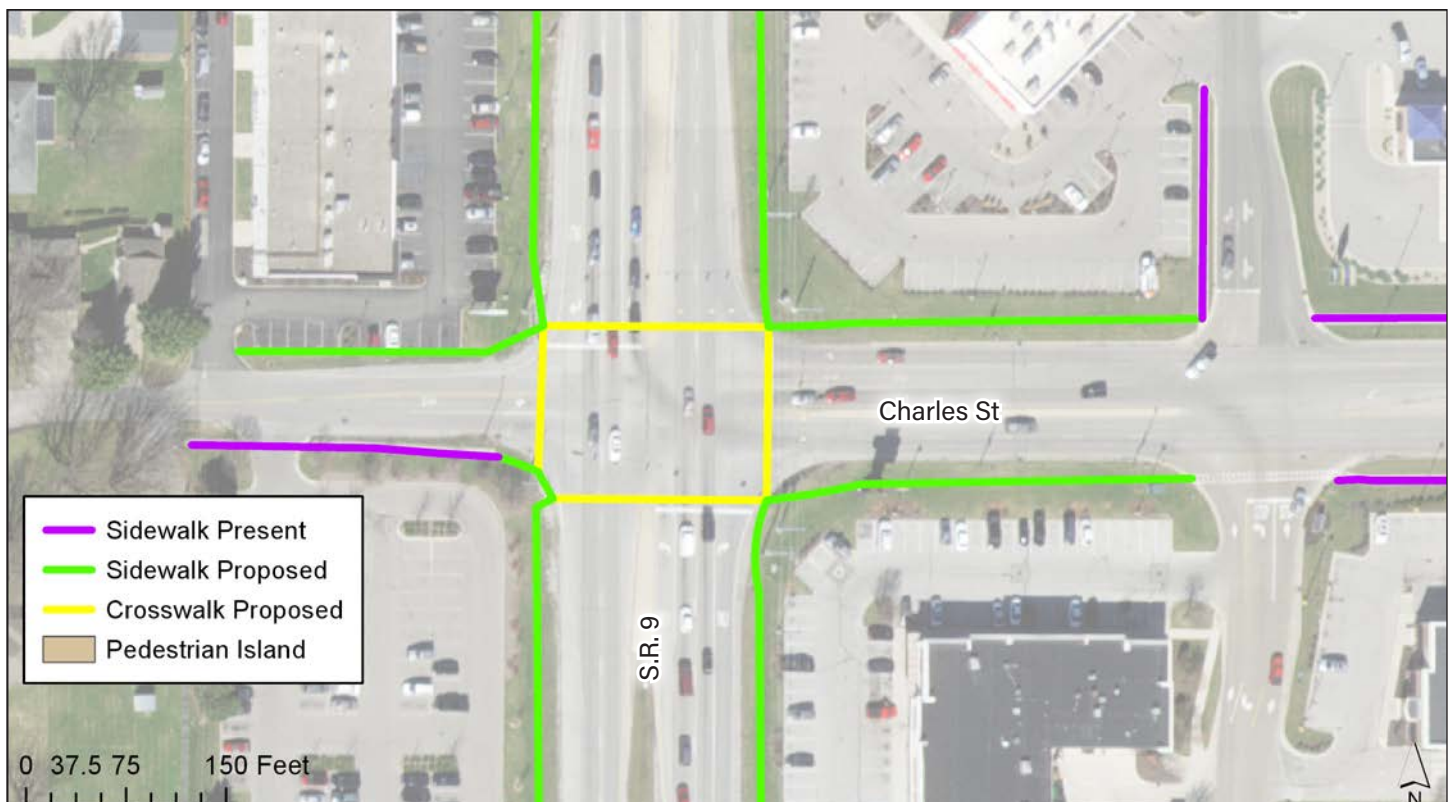 Charles St
S.R. 9
Sidewalk Present
Sidewalk Proposed
Crosswalk Proposed
Pedestrian Island
0 37.5 75 150 Feet
N